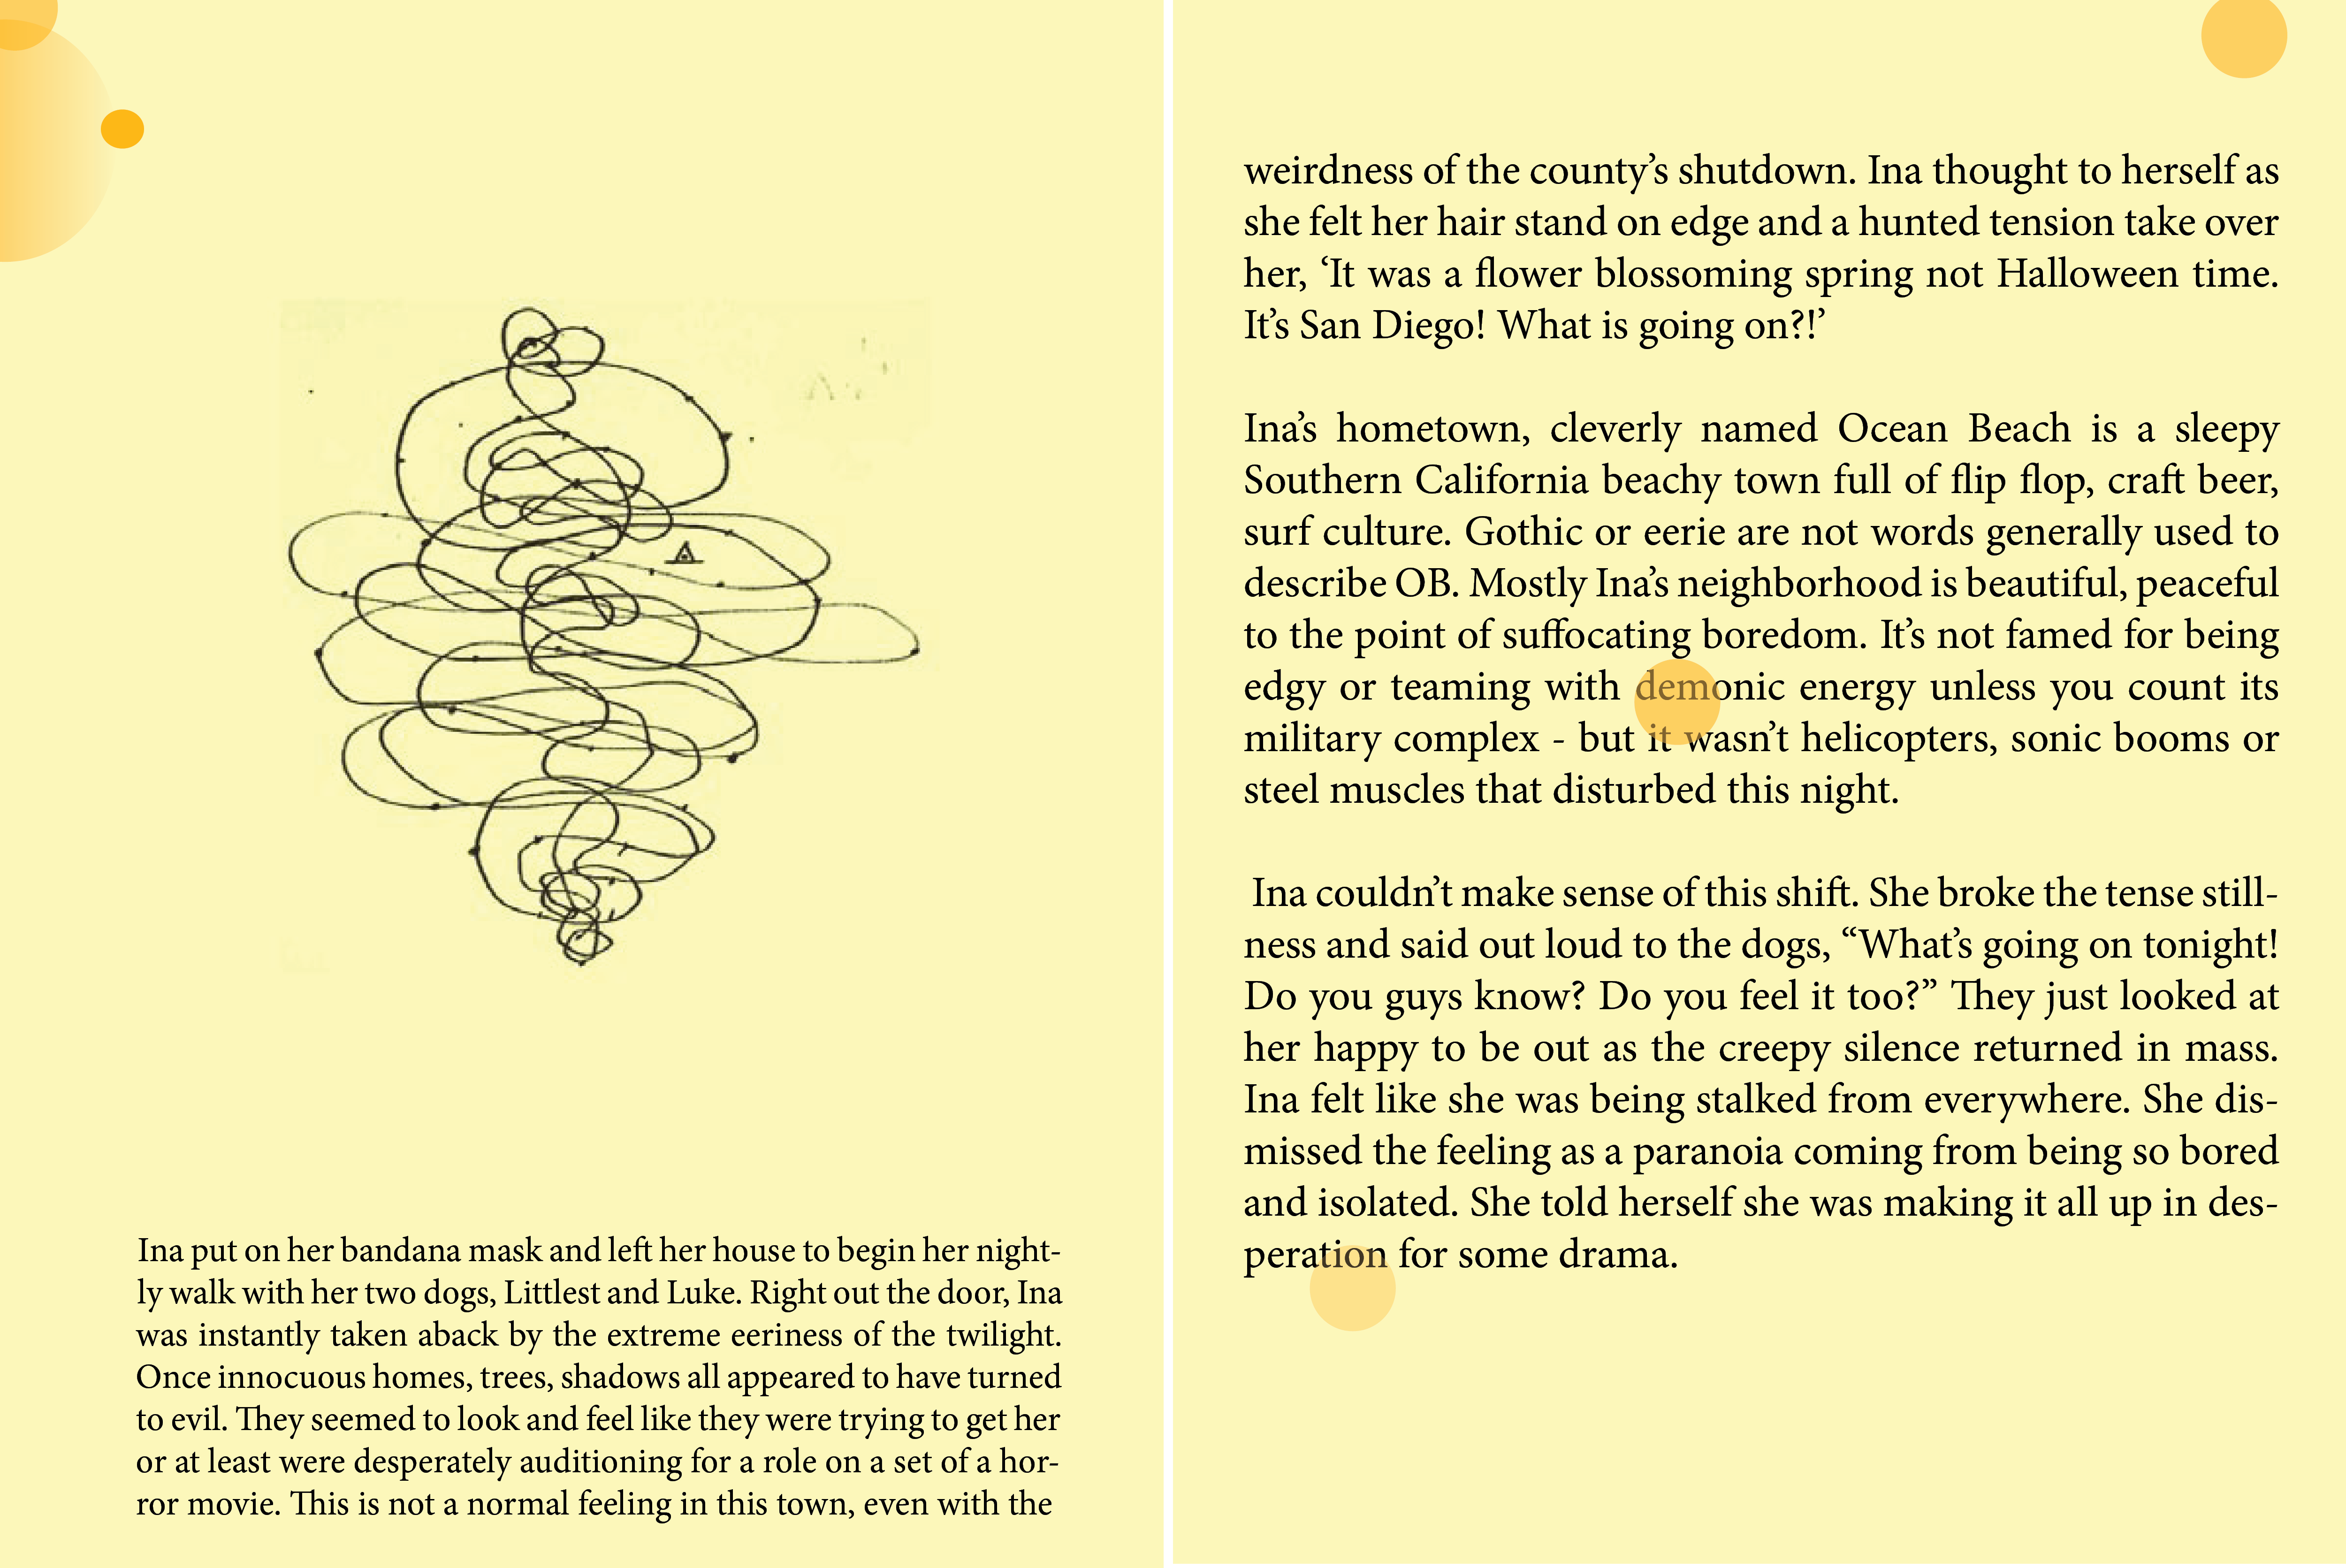 Ina put on her bandana mask and left her house to begin her night-
ly walk with her two dogs, Littlest and Luke. Right out the door, Ina
was instantly taken aback by the extreme eeriness of the twilight.
Once innocuous homes, trees, shadows all appeared to have turned
to evil. They seemed to look and feel like they were trying to get her
or at least were desperately auditioning for a role on a set of a hor-
ror movie. This is not a normal feeling in this town, even with the
weirdness of the county’s shutdown. Ina thought to herself as
she felt her hair stand on edge and a hunted tension take over
her, ‘It was a flower blossoming spring not Halloween time.
It’s San Diego! What is going on?!’
Ina’s hometown, cleverly named Ocean Beach is a sleepy
Southern California beachy town full of flip flop, craft beer,
surf culture. Gothic or eerie are not words generally used to
describe OB. Mostly Ina’s neighborhood is beautiful, peaceful
to the point of suffocating boredom. It’s not famed for being
edgy or teaming with demonic energy unless you count its
military complex - but it wasn’t helicopters, sonic booms or
steel muscles that disturbed this night.
Ina couldn’t make sense of this shift. She broke the tense still-
ness and said out loud to the dogs, “What’s going on tonight!
Do you guys know? Do you feel it too?” They just looked at
her happy to be out as the creepy silence returned in mass.
Ina felt like she was being stalked from everywhere. She dis-
missed the feeling as a paranoia coming from being so bored
and isolated. She told herself she was making it all up in des-
peration for some drama.